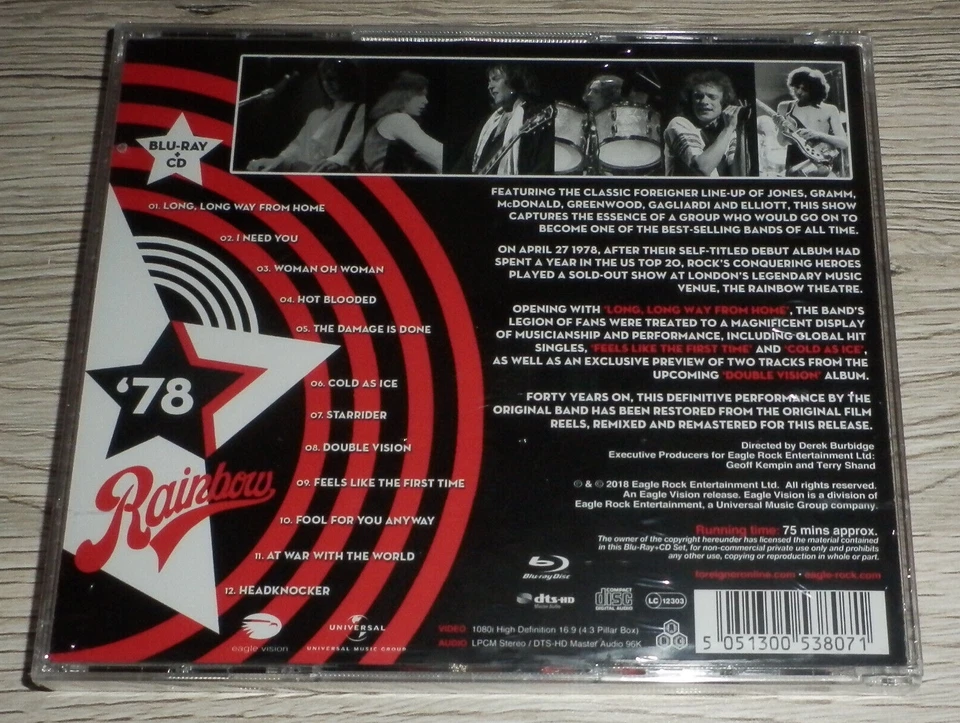 BLU-RAY
+
CD
01. LONG, LONG WAY FROM HOME
02. I NEED YOU
03. WOMAN OH WOMAN
04. HOT BLOODED
05. THE DAMAGE IS DONE
06. COLD AS ICE
07. STARRIDER
08. DOUBLE VISION
09. FEELS LIKE THE FIRST TIME
10. FOOL FOR YOU ANYWAY
11. AT WAR WITH THE WORLD
12. HEADKNOCKER
'78
Rainbow
FEATURING THE CLASSIC FOREIGNER LINE-UP OF JONES, GRAMM,
McDONALD, GREENWOOD, GAGLIARDI AND ELLIOTT, THIS SHOW
CAPTURES THE ESSENCE OF A GROUP WHO WOULD GO ON TO
BECOME ONE OF THE BEST-SELLING BANDS OF ALL TIME.
ON APRIL 27 1978, AFTER THEIR SELF-TITLED DEBUT ALBUM HAD
SPENT A YEAR IN THE US TOP 20, ROCK'S CONQUERING HEROES
PLAYED A SOLD-OUT SHOW AT LONDON'S LEGENDARY MUSIC
VENUE, THE RAINBOW THEATRE.
OPENING WITH 'LONG, LONG WAY FROM HOME', THE BAND'S
LEGION OF FANS WERE TREATED TO A MAGNIFICENT DISPLAY
OF MUSICIANSHIP AND PERFORMANCE, INCLUDING GLOBAL HIT
SINGLES, 'FEELS LIKE THE FIRST TIME' AND 'COLD AS ICE',
AS WELL AS AN EXCLUSIVE PREVIEW OF TWO TRACKS FROM THE
UPCOMING 'DOUBLE VISION' ALBUM.
FORTY YEARS ON, THIS DEFINITIVE PERFORMANCE BY THE
ORIGINAL BAND HAS BEEN RESTORED FROM THE ORIGINAL FILM
REELS, REMIXED AND REMASTERED FOR THIS RELEASE.
Directed by Derek Burbidge
Executive Producers for Eagle Rock Entertainment Ltd:
Geoff Kempin and Terry Shand
℗ & © 2018 Eagle Rock Entertainment Ltd. All rights reserved.
An Eagle Vision release. Eagle Vision is a division of
Eagle Rock Entertainment, a Universal Music Group company.
Running time: 75 mins approx.
The owner of the copyright hereunder has licensed the material contained
in this Blu-Ray+CD Set, for non-commercial private use only and prohibits
any other use, copying or reproduction in whole or part.
foreigneronline.com • eagle-rock.com
Blu-ray Disc
dts-HD
Master Audio
COMPACT
disc
DIGITAL AUDIO
LC 12303
eagle vision
UNIVERSAL
UNIVERSAL MUSIC GROUP
VIDEO 1080i High Definition 16.9 (4:3 Pillar Box)
AUDIO LPCM Stereo / DTS-HD Master Audio 96K
5 051300 538071